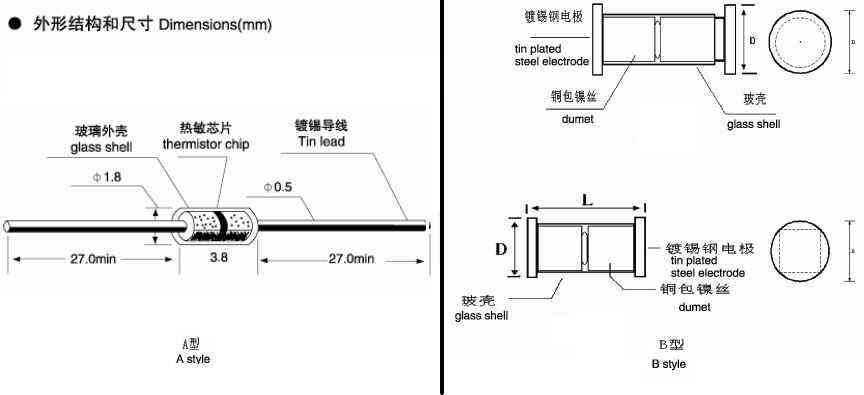 ● 外形结构和尺寸 Dimensions(mm)
玻璃外壳
glass shell
热敏芯片
thermistor chip
镀锡导线
Tin lead
Φ1.8
Φ0.5
27.0min
3.8
27.0min
A型
A style
镀锡钢电极
tin plated
steel electrode
D
铜包镍丝
dumet
玻壳
glass shell
L
D
镀锡钢电极
tin plated
steel electrode
铜包镍丝
dumet
玻壳
glass shell
B型
B style